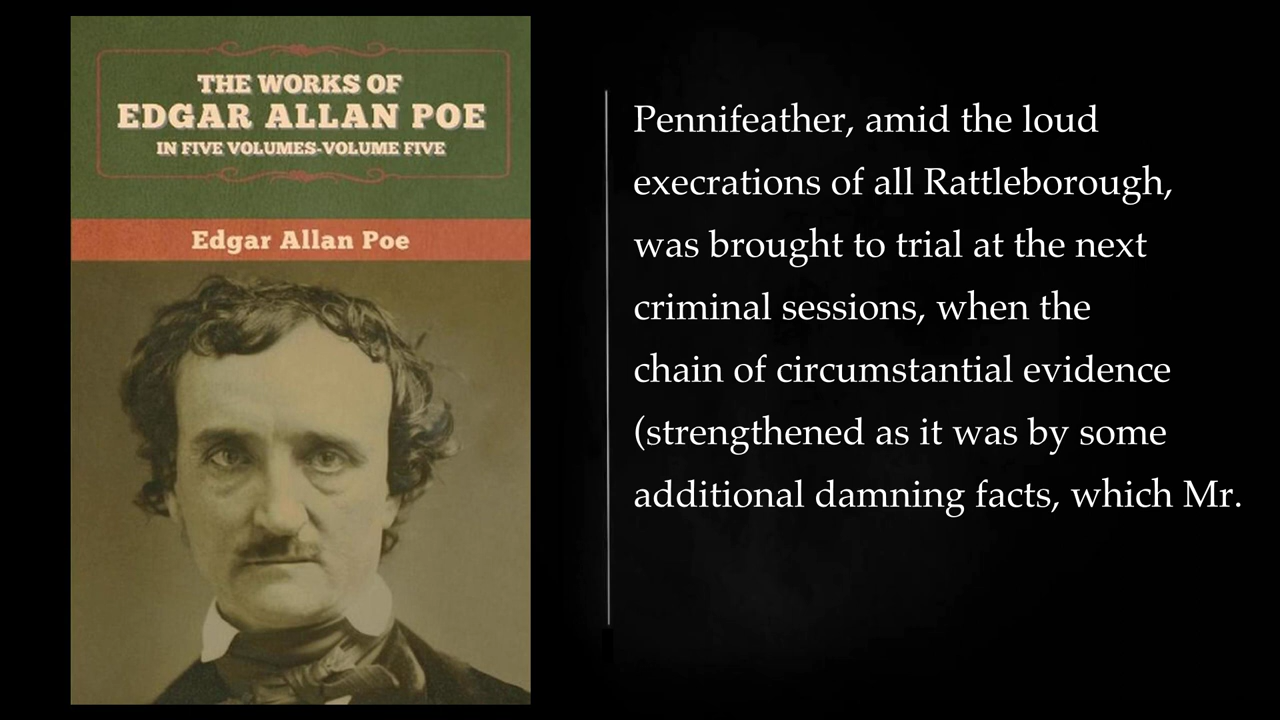 THE WORKS OF
EDGAR ALLAN POE
IN FIVE VOLUMES-VOLUME FIVE
Edgar Allan Poe
Pennifeather, amid the loud
execrations of all Rattleborough,
was brought to trial at the next
criminal sessions, when the
chain of circumstantial evidence
(strengthened as it was by some
additional damning facts, which Mr.